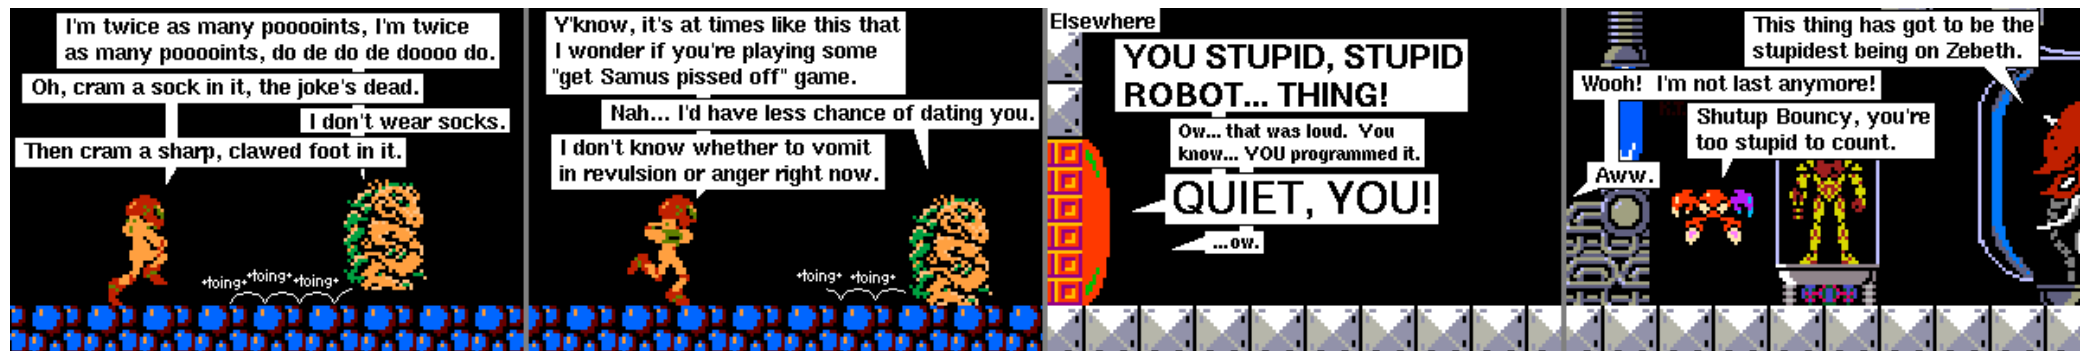 I'm twice as many pooooints, I'm twice
as many pooooints, do de do de doooo do.
Oh, cram a sock in it, the joke's dead.
I don't wear socks.
Then cram a sharp, clawed foot in it.
*toing* *toing* *toing*
Y'know, it's at times like this that
I wonder if you're playing some
"get Samus pissed off" game.
Nah... I'd have less chance of dating you.
I don't know whether to vomit
in revulsion or anger right now.
*toing* *toing*
Elsewhere
YOU STUPID, STUPID
ROBOT... THING!
Ow... that was loud. You
know... YOU programmed it.
QUIET, YOU!
...ow.
This thing has got to be the
stupidest being on Zebeth.
Wooh! I'm not last anymore!
Shutup Bouncy, you're
too stupid to count.
Aww.